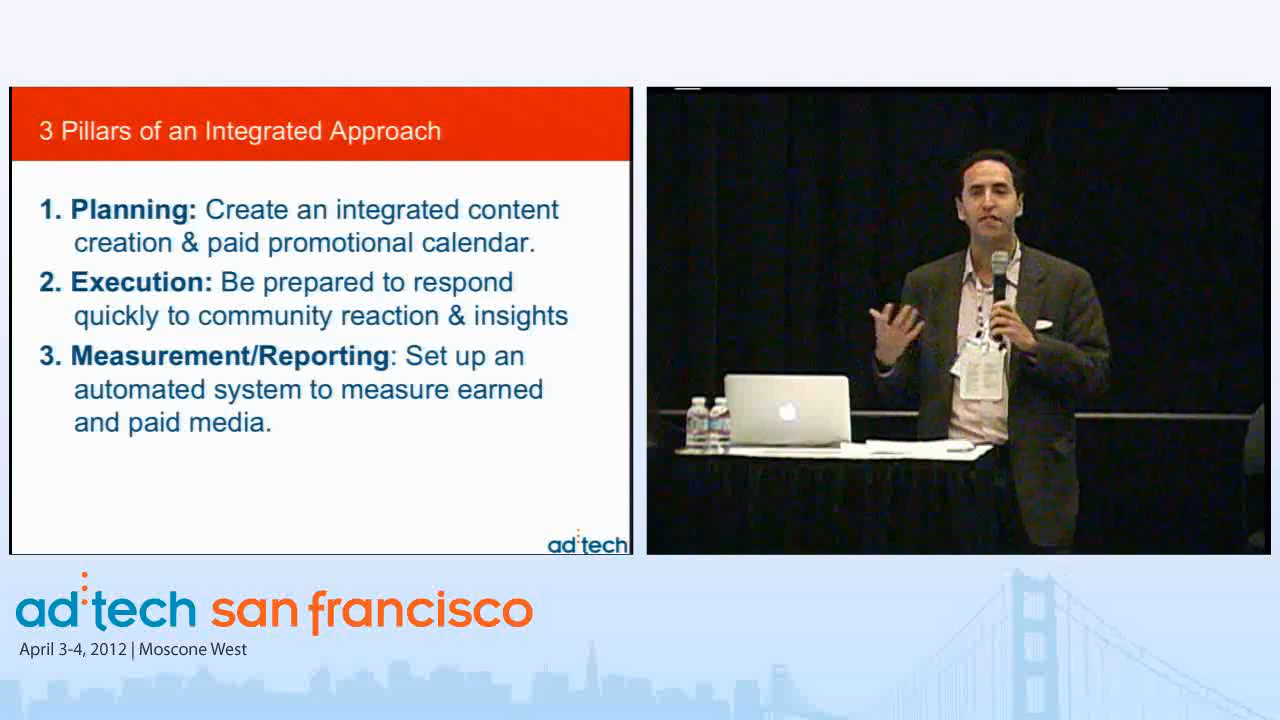 3 Pillars of an Integrated Approach
1. Planning: Create an integrated content
creation & paid promotional calendar.
2. Execution: Be prepared to respond
quickly to community reaction & insights
3. Measurement/Reporting: Set up an
automated system to measure earned
and paid media.
ad:tech
ad:tech san francisco
April 3-4, 2012 | Moscone West